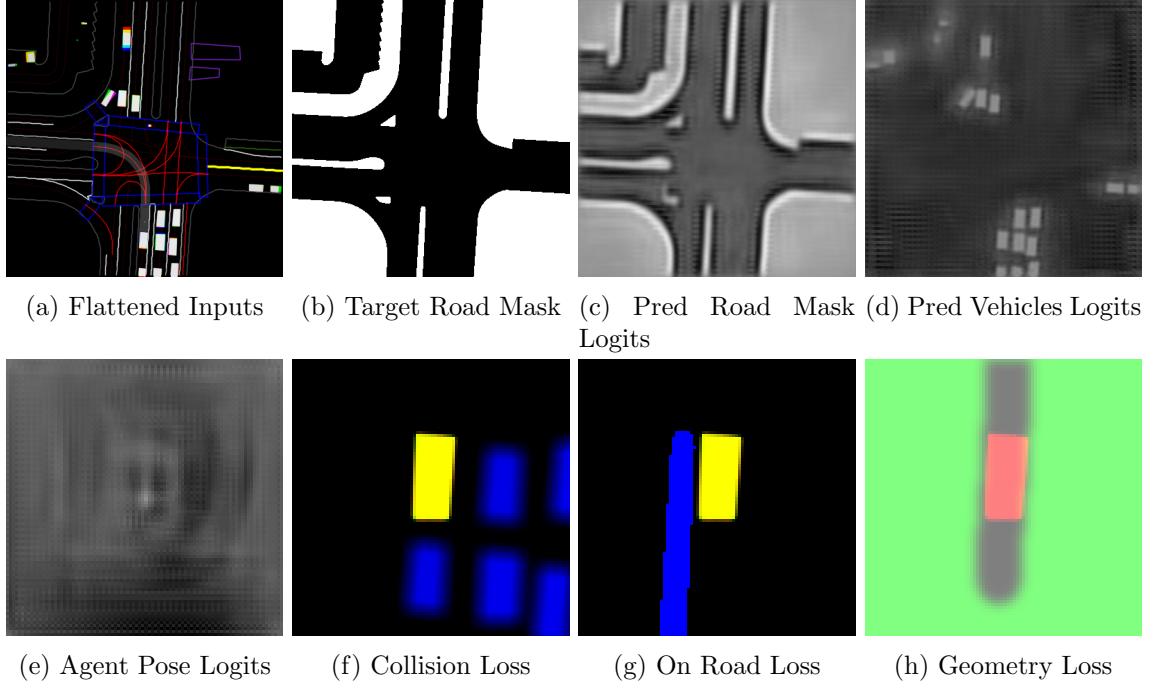 (a) Flattened Inputs
(b) Target Road Mask
(c) Pred Road Mask
Logits
(d) Pred Vehicles Logits
(e) Agent Pose Logits
(f) Collision Loss
(g) On Road Loss
(h) Geometry Loss